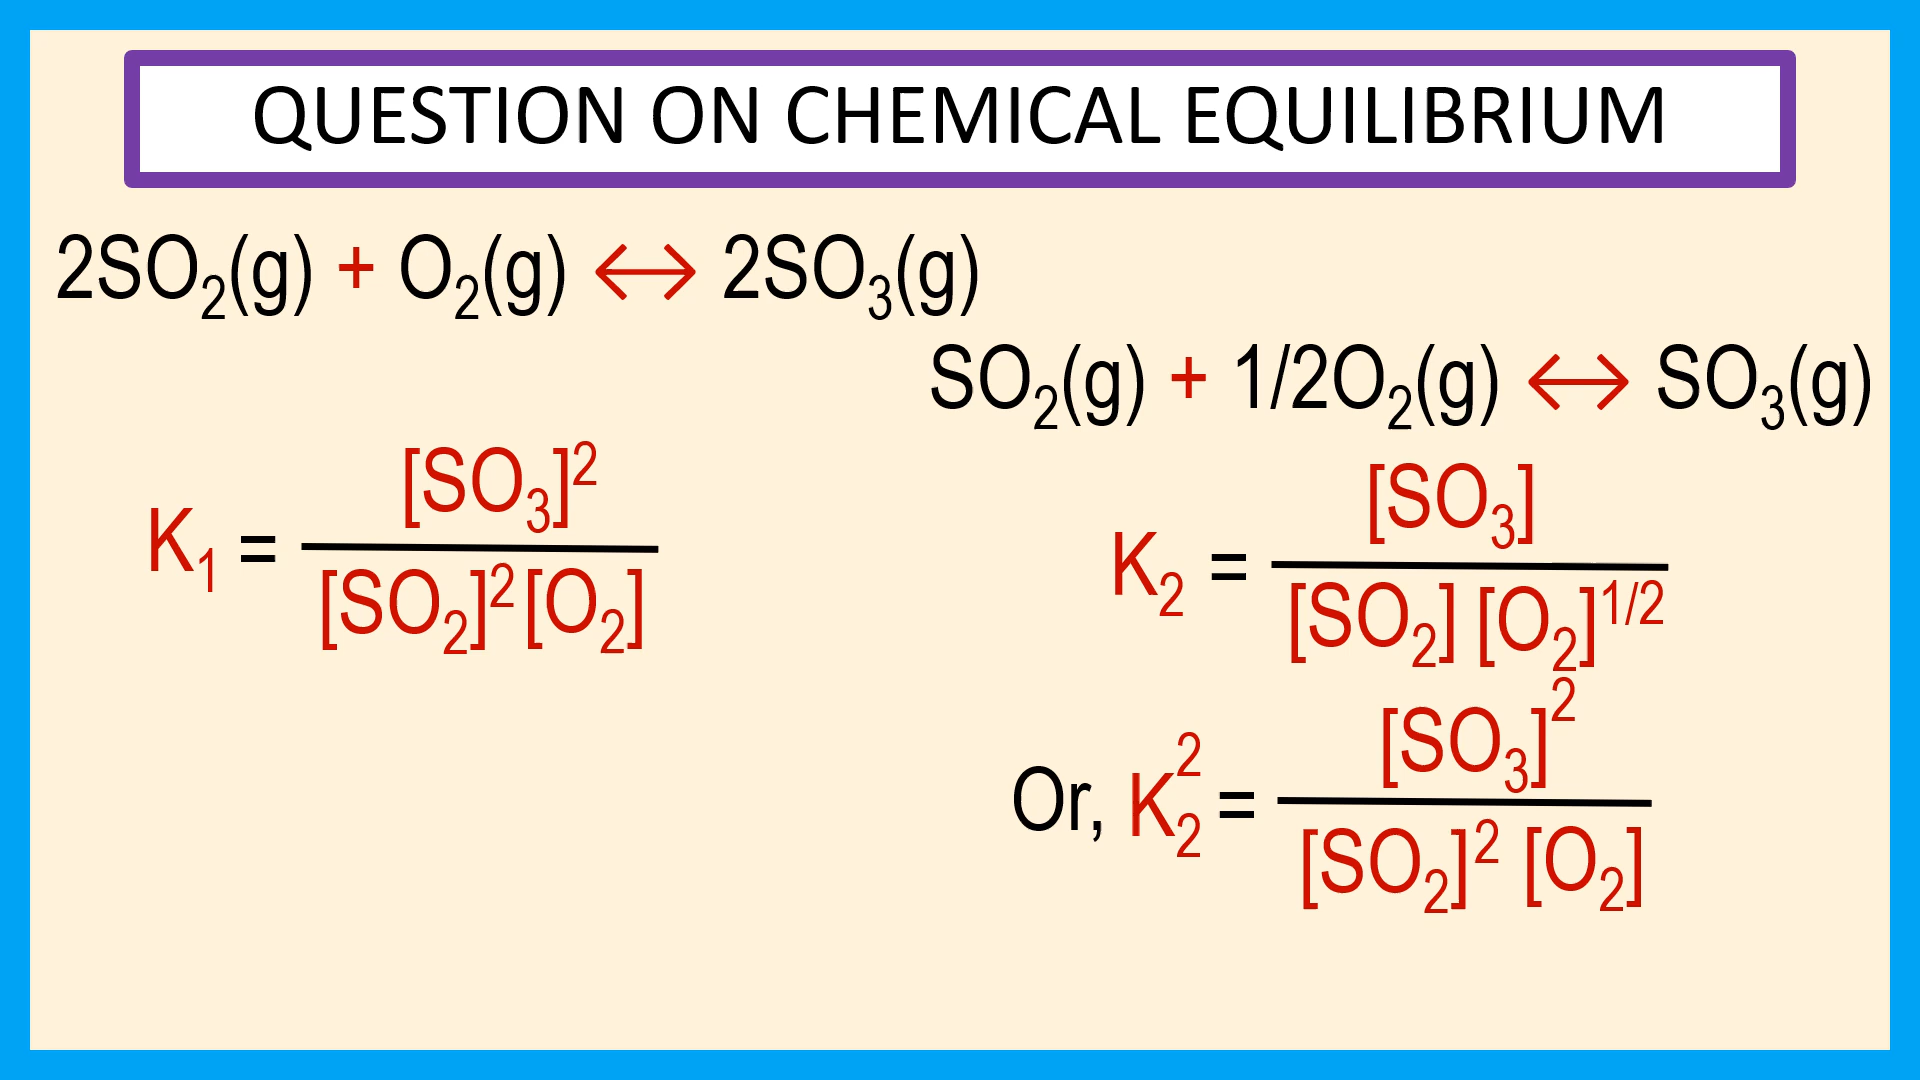 QUESTION ON CHEMICAL EQUILIBRIUM
2SO₂(g) + O₂(g) ↔ 2SO₃(g)
SO₂(g) + 1/2O₂(g) ↔ SO₃(g)
K₁ = [SO₃]² / [SO₂]² [O₂]
K₂ = [SO₃] / [SO₂] [O₂]^1/2
Or, K₂² = [SO₃]² / [SO₂]² [O₂]